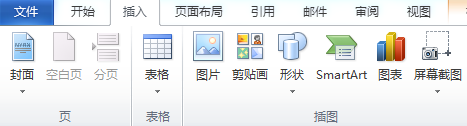 文件 开始 插入 页面布局 引用 邮件 审阅 视图
封面 空白页 分页 表格 图片 剪贴画 形状 SmartArt 图表 屏幕截图
页 表格 插图